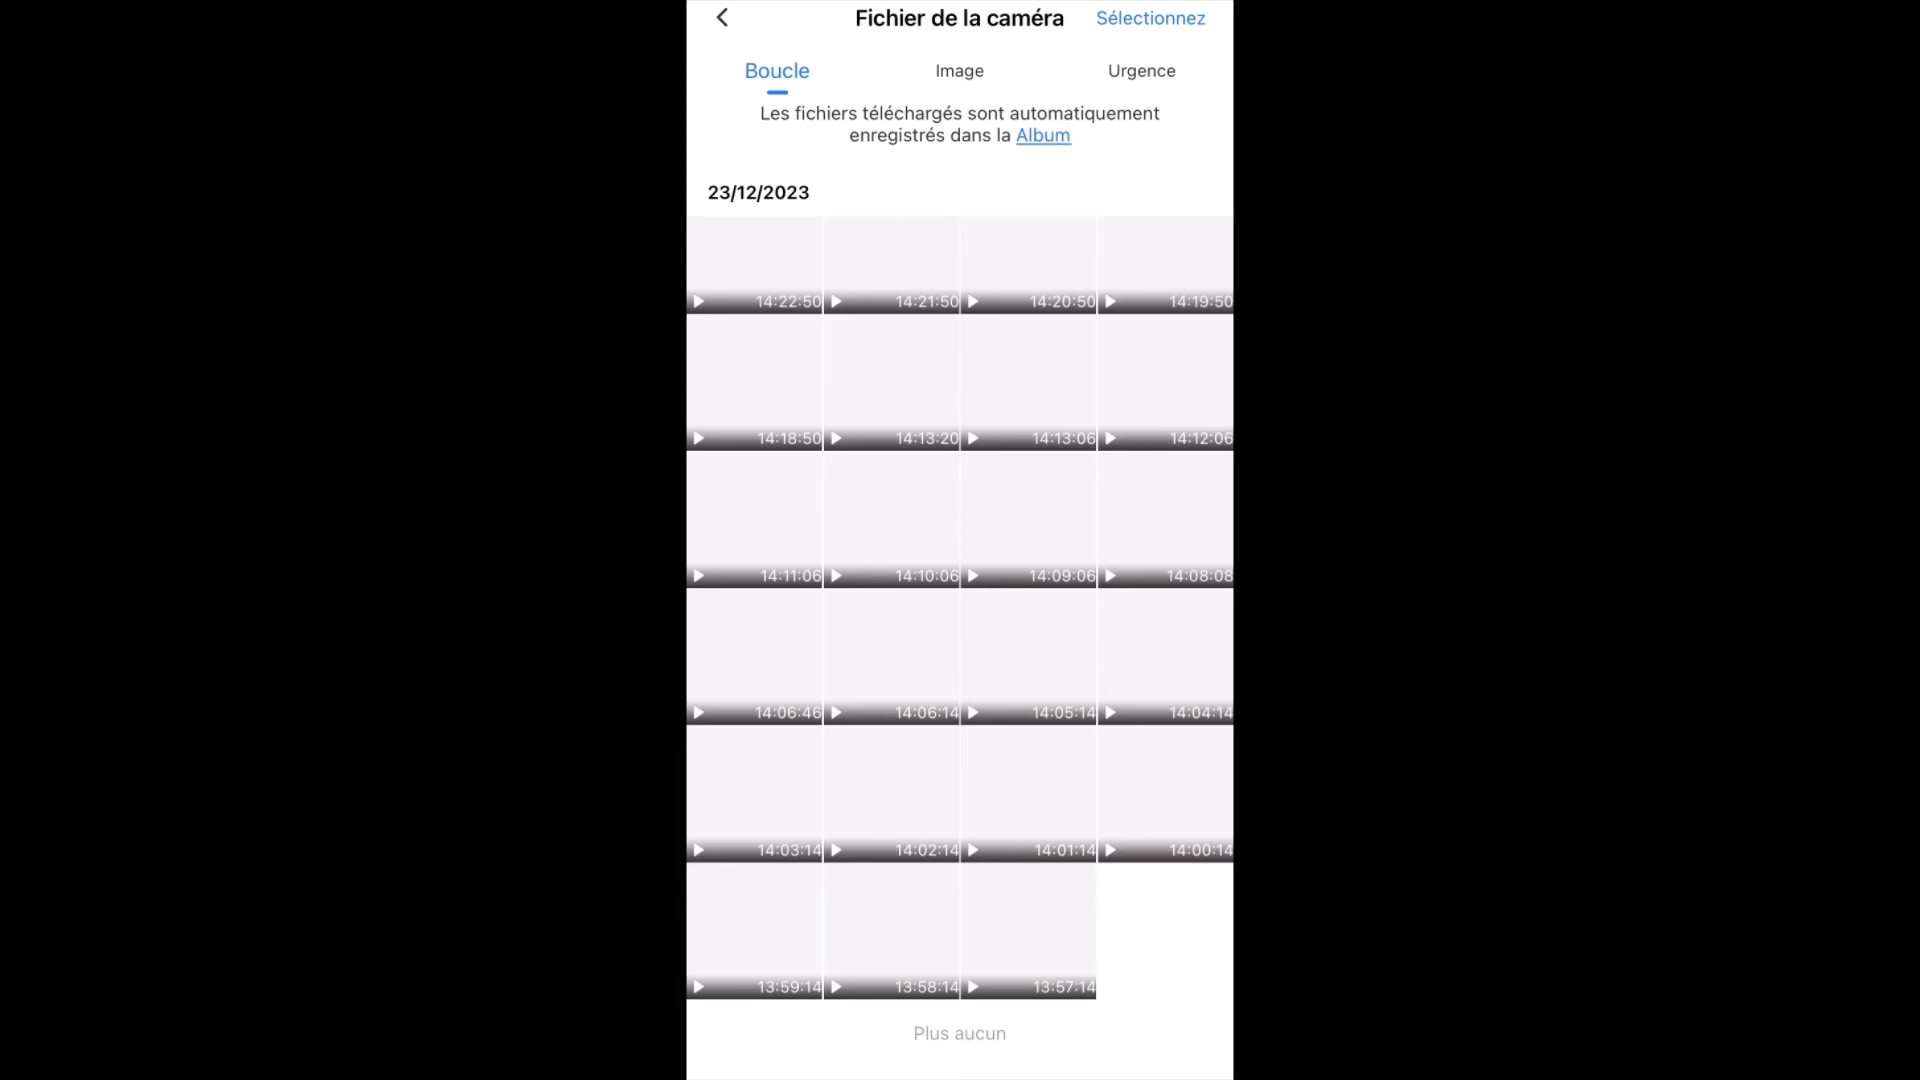 Fichier de la caméra Sélectionnez
Boucle Image Urgence
Les fichiers téléchargés sont automatiquement
enregistrés dans la Album
23/12/2023
14:22:50 14:21:50 14:20:50 14:19:50
14:18:50 14:13:20 14:13:06 14:12:06
14:11:06 14:10:06 14:09:06 14:08:08
14:06:46 14:06:14 14:05:14 14:04:14
14:03:14 14:02:14 14:01:14 14:00:14
13:59:14 13:58:14 13:57:14
Plus aucun